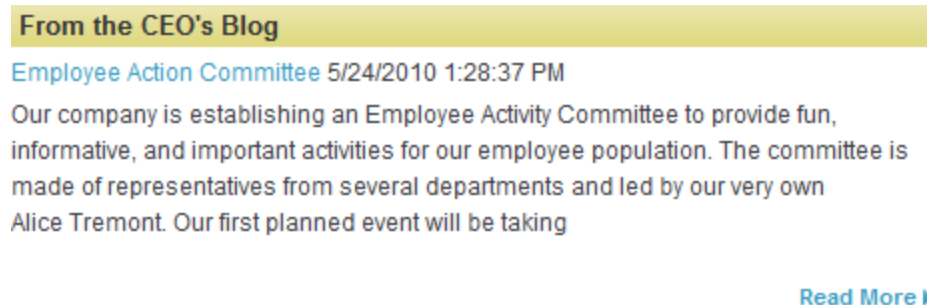 From the CEO's Blog
Employee Action Committee 5/24/2010 1:28:37 PM
Our company is establishing an Employee Activity Committee to provide fun,
informative, and important activities for our employee population. The committee is
made of representatives from several departments and led by our very own
Alice Tremont. Our first planned event will be taking
Read More